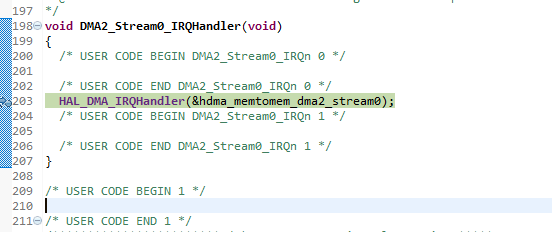 197 */
198 void DMA2_Stream0_IRQHandler(void)
199 {
200 /* USER CODE BEGIN DMA2_Stream0_IRQn 0 */
201
202 /* USER CODE END DMA2_Stream0_IRQn 0 */
203 HAL_DMA_IRQHandler(&hdma_memtomem_dma2_stream0);
204 /* USER CODE BEGIN DMA2_Stream0_IRQn 1 */
205
206 /* USER CODE END DMA2_Stream0_IRQn 1 */
207 }
208
209 /* USER CODE BEGIN 1 */
210
211 /* USER CODE END 1 */